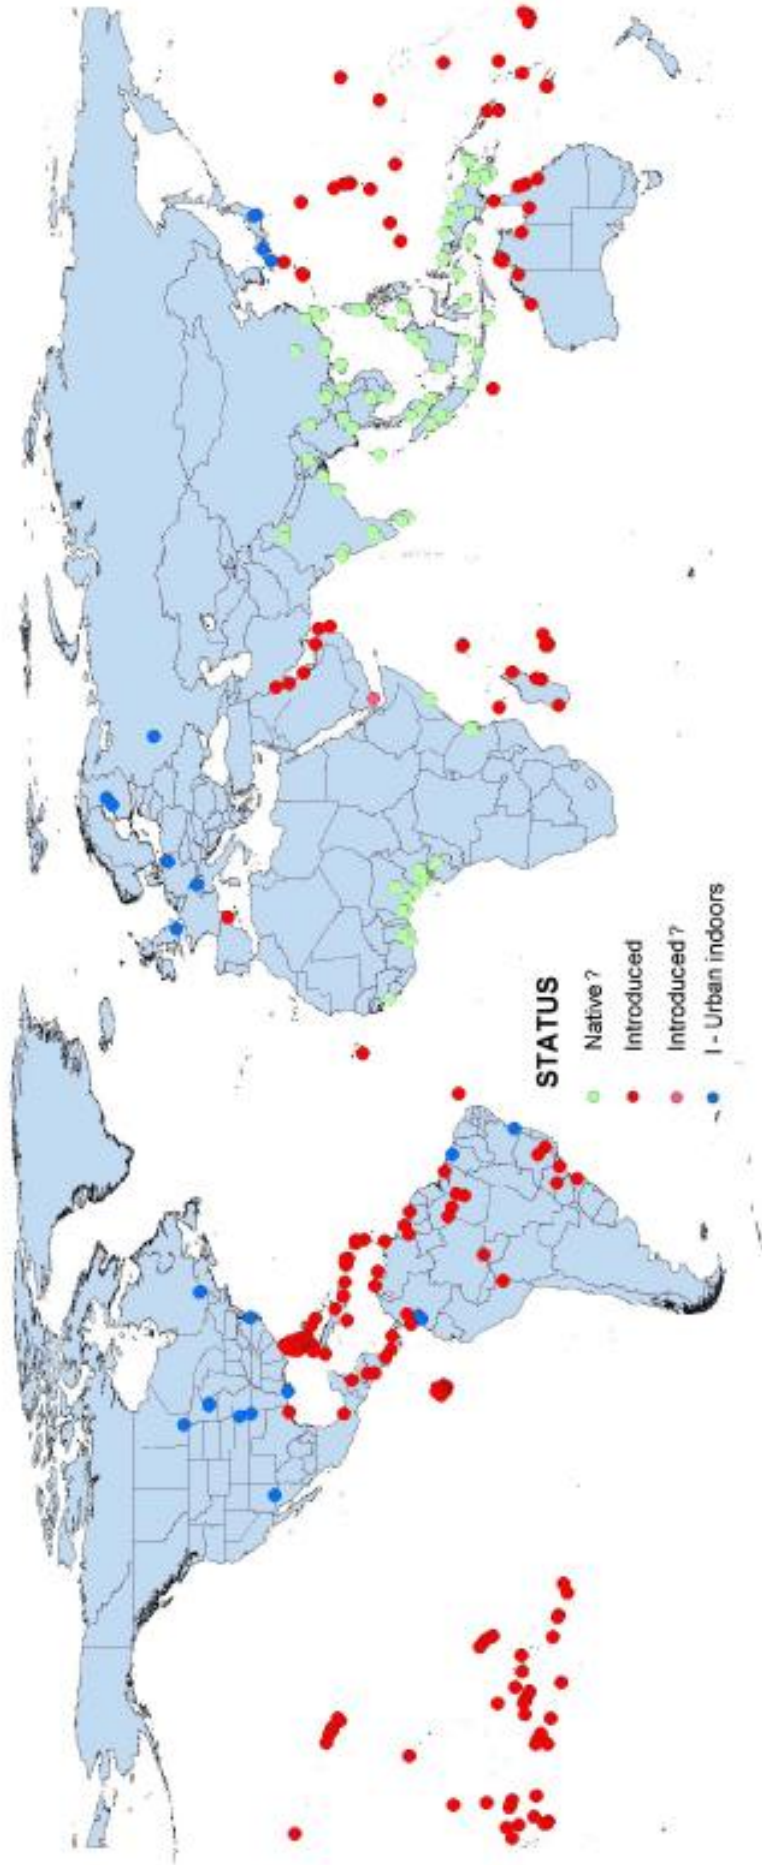 STATUS
Native ?
Introduced
Introduced ?
I - Urban indoors